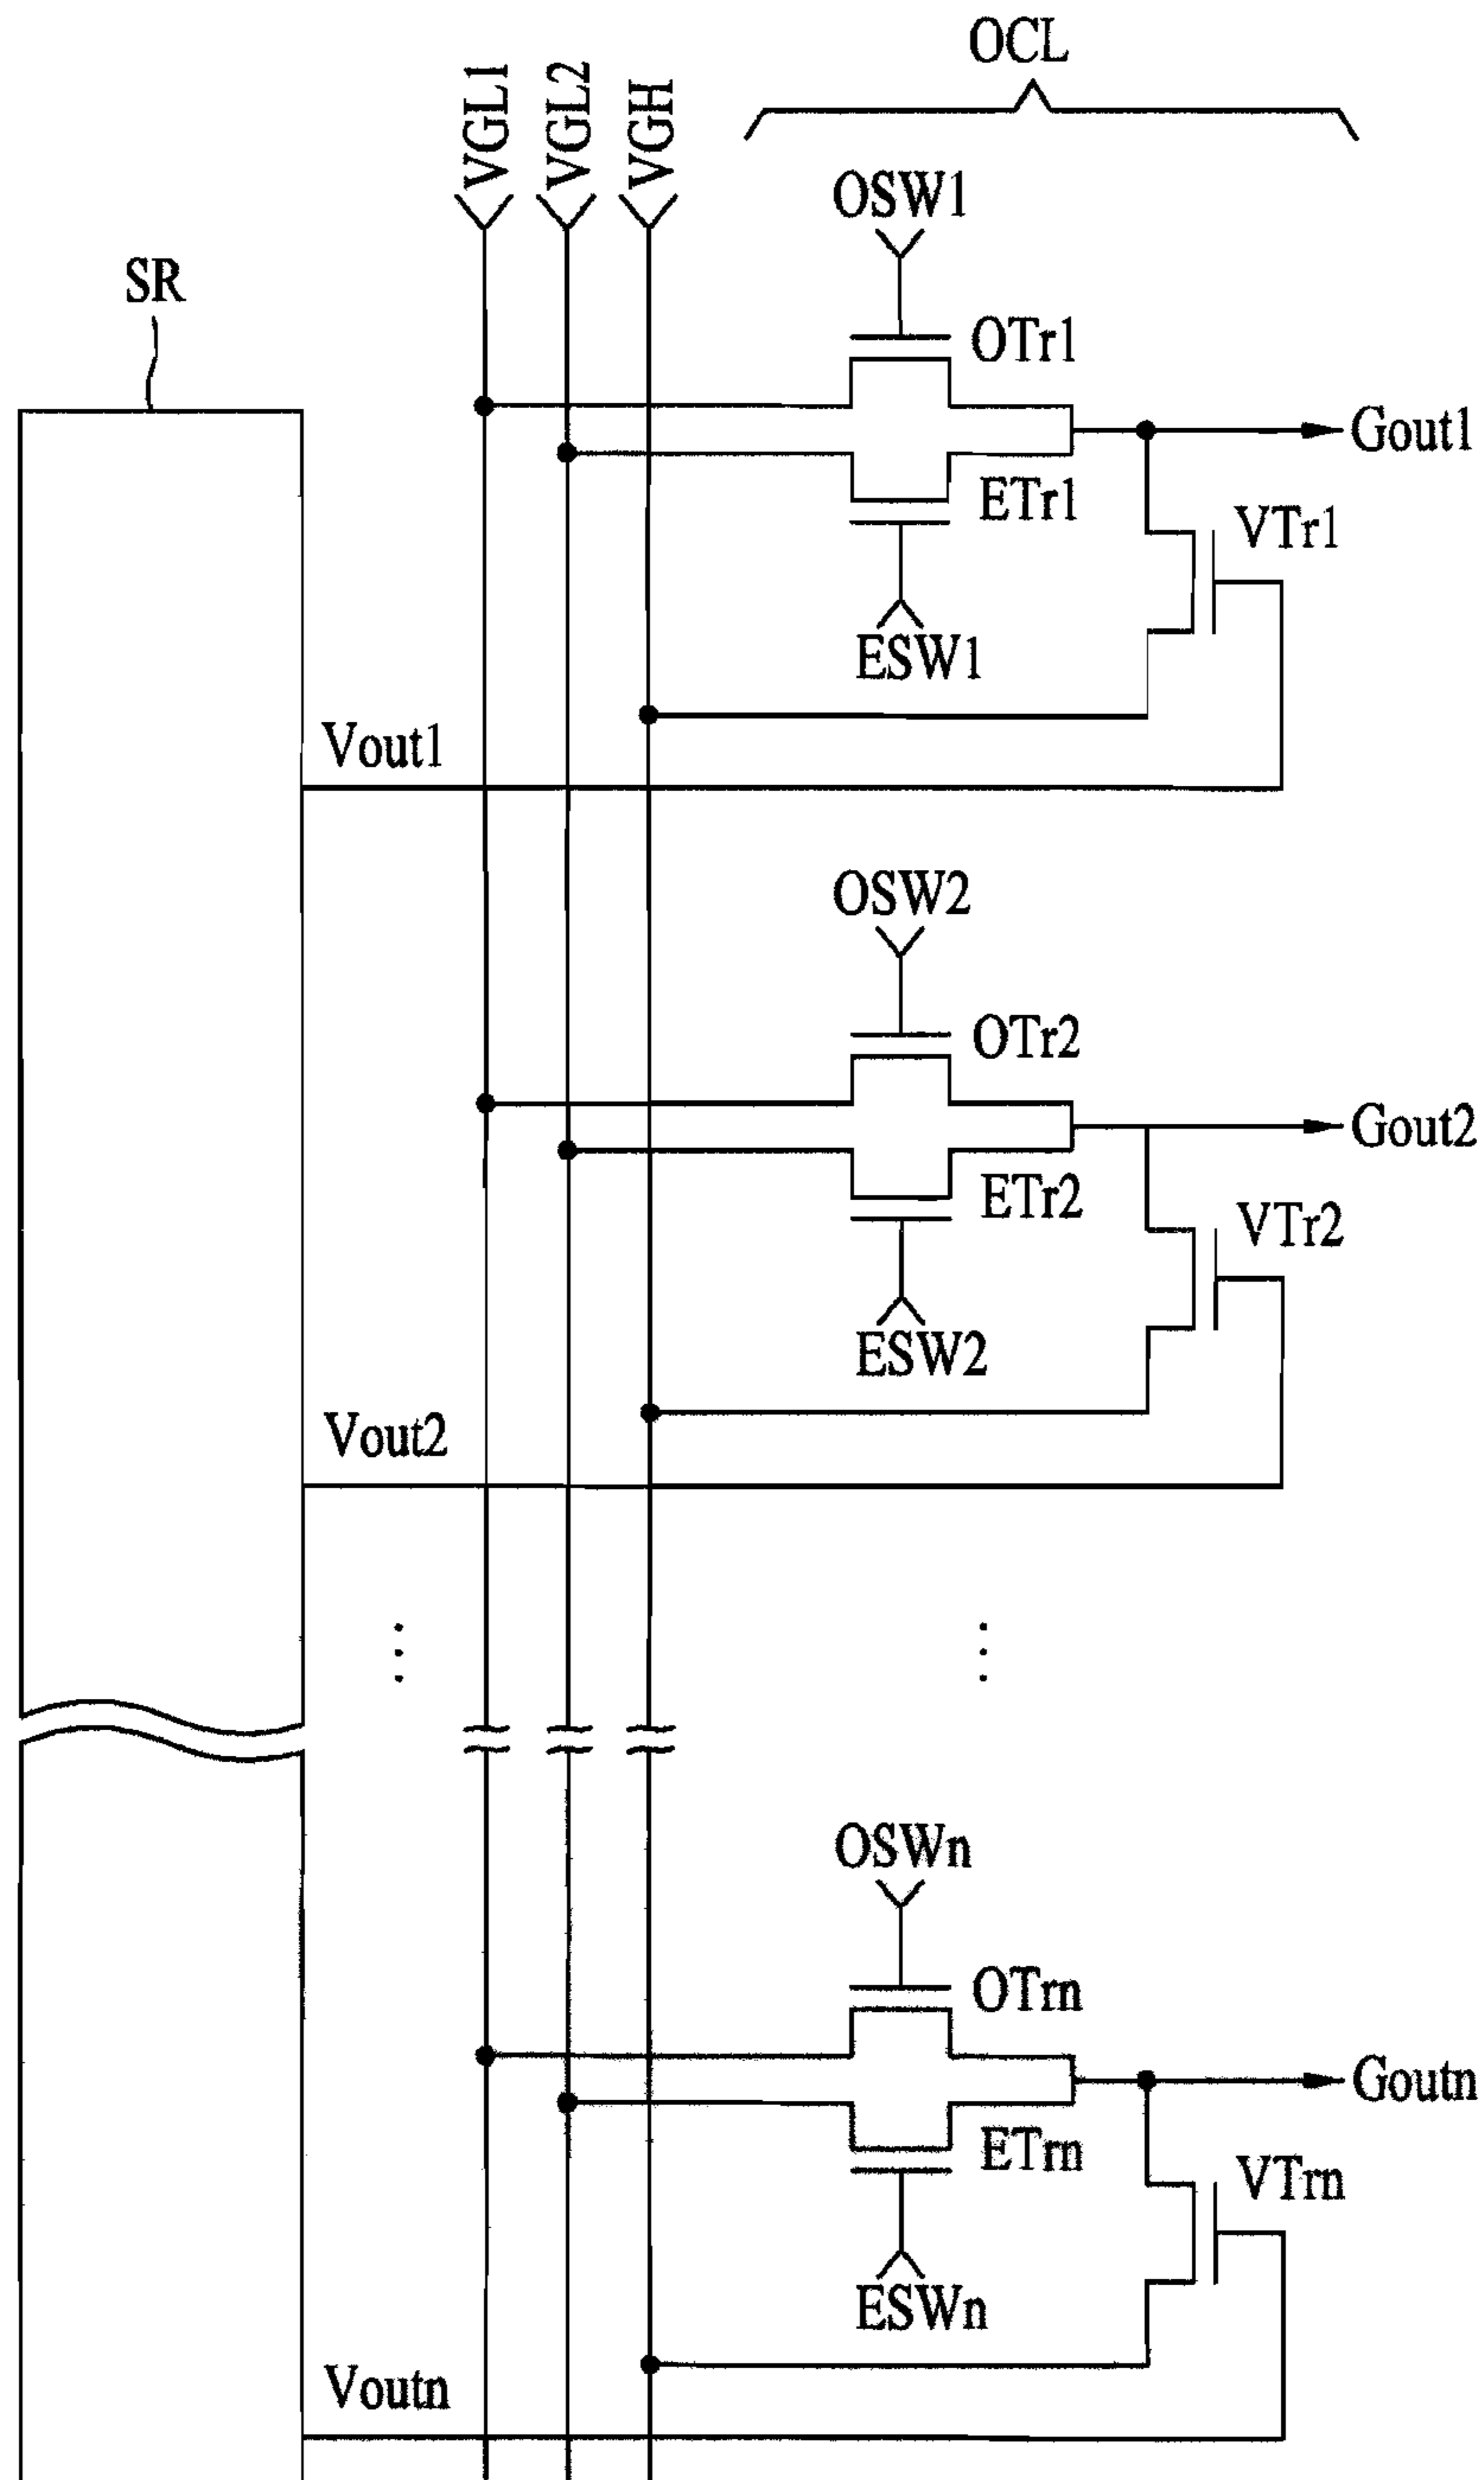 OCL
VGL1
VGL2
VGH
OSW1
SR
OTr1
Gout1
ETr1
VTr1
ESW1
Vout1
OSW2
OTr2
Gout2
ETr2
VTr2
ESW2
Vout2
OSWn
OTrn
Goutn
ETrn
VTrn
ESWn
Voutn